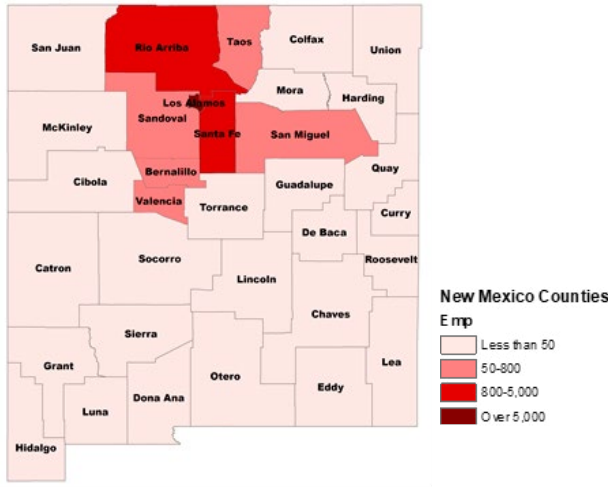 San Juan
Rio Arriba
Taos
Colfax
Union
Mora
Harding
Los Alamos
Sandoval
McKinley
Santa Fe
San Miguel
Bernalillo
Quay
Cibola
Guadalupe
Valencia
Torrance
Curry
De Baca
Socorro
Roosevelt
Catron
Lincoln
Chaves
Sierra
Lea
Grant
Otero
Eddy
Dona Ana
Luna
Hidalgo
New Mexico Counties
Emp
Less than 50
50-800
800-5,000
Over 5,000